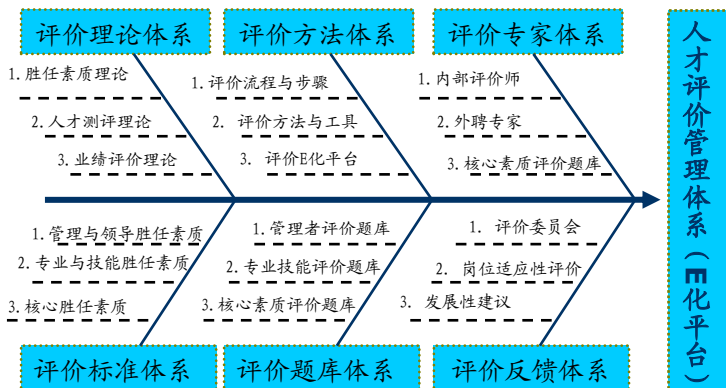 评价理论体系
评价方法体系
评价专家体系
1. 胜任素质理论
2. 人才测评理论
3. 业绩评价理论
1. 评价流程与步骤
2. 评价方法与工具
3. 评价E化平台
1. 内部评价师
2. 外聘专家
3. 核心素质评价题库
1. 管理与领导胜任素质
2. 专业与技能胜任素质
3. 核心胜任素质
1. 管理者评价题库
2. 专业技能评价题库
3. 核心素质评价题库
1. 评价委员会
2. 岗位适应性评价
3. 发展性建议
评价标准体系
评价题库体系
评价反馈体系
人才评价管理体系（E化平台）